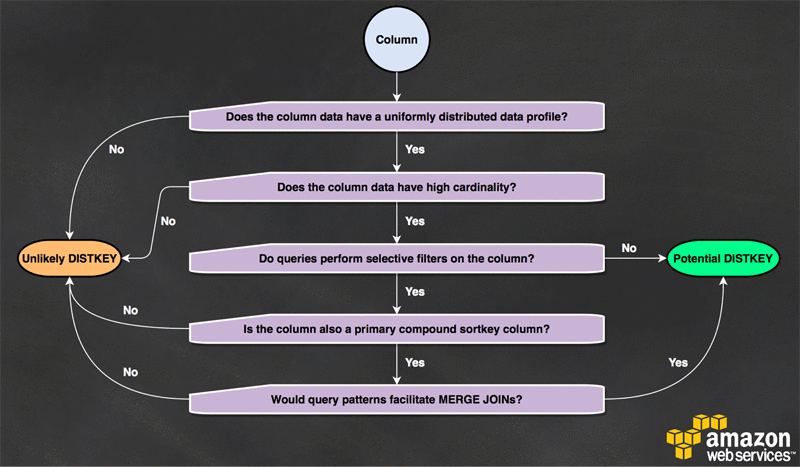 Column
Does the column data have a uniformly distributed data profile?
No
Yes
Does the column data have high cardinality?
No
Yes
Unlikely DISTKEY
Do queries perform selective filters on the column?
No
Potential DISTKEY
Yes
No
Is the column also a primary compound sortkey column?
Yes
Yes
No
Would query patterns facilitate MERGE JOINs?
amazon
webservices™